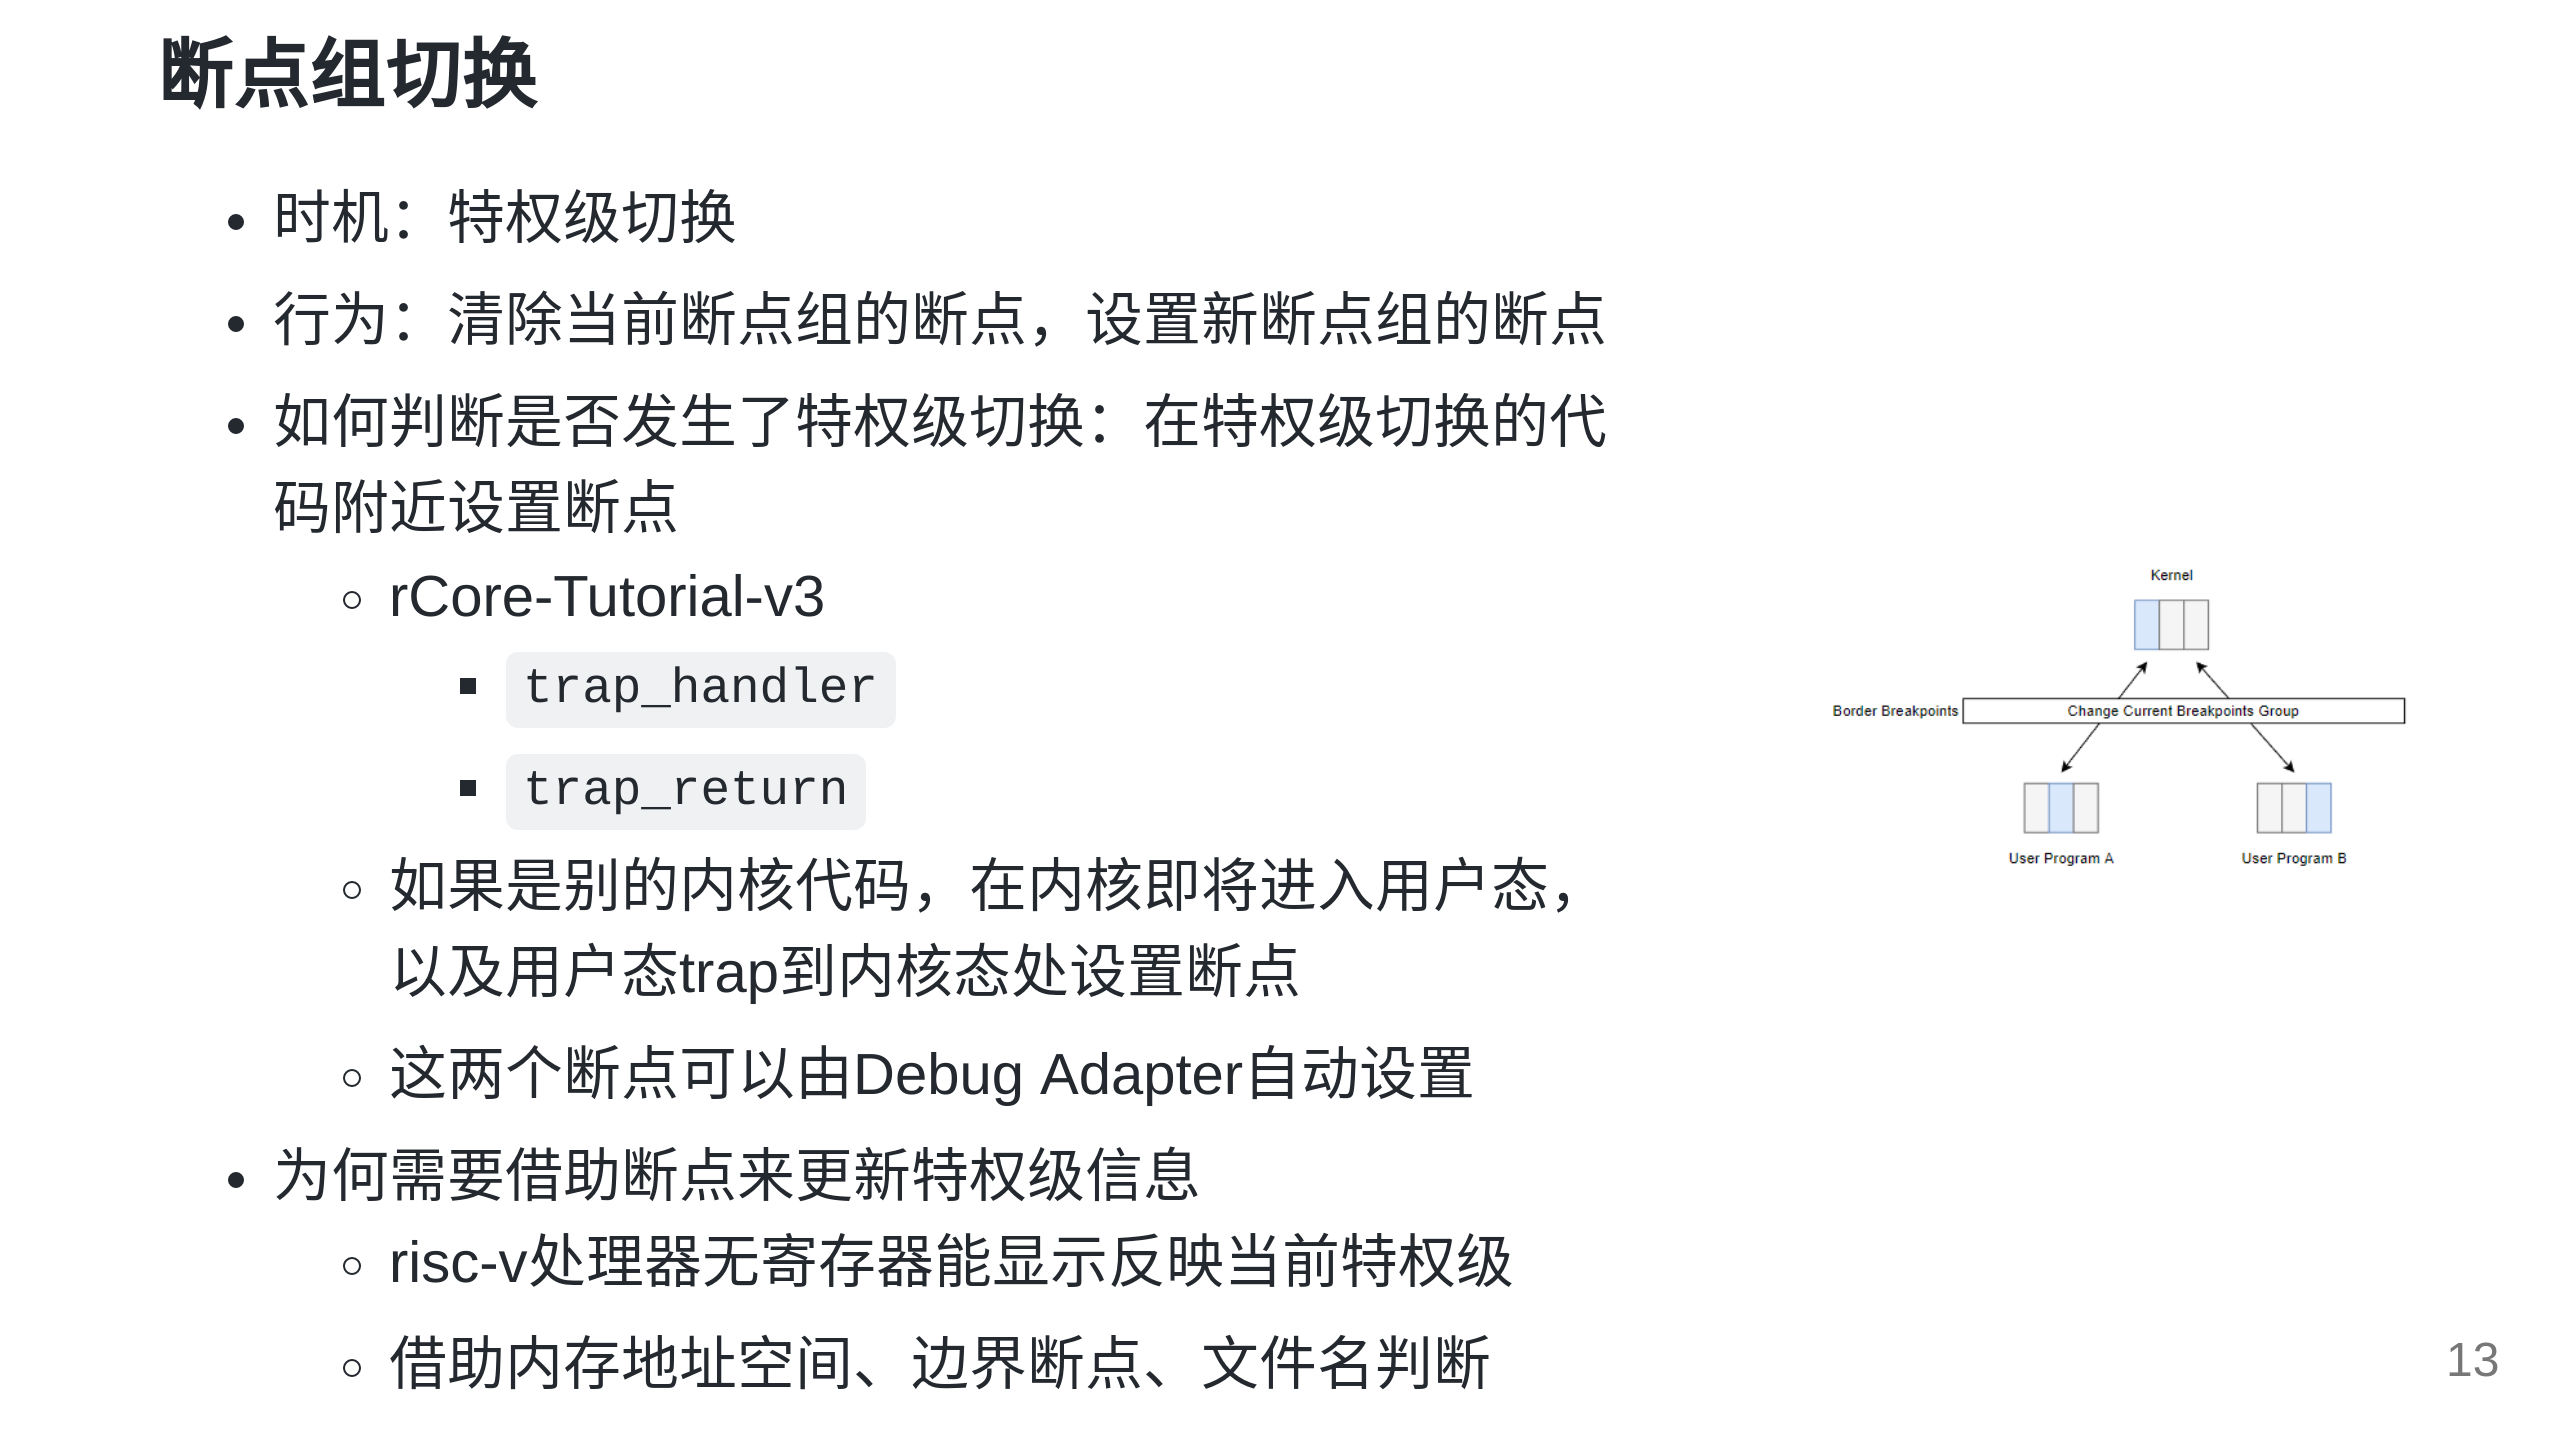 断点组切换
时机：特权级切换
行为：清除当前断点组的断点，设置新断点组的断点
如何判断是否发生了特权级切换：在特权级切换的代
码附近设置断点
rCore-Tutorial-v3
trap_handler
trap_return
如果是别的内核代码，在内核即将进入用户态，
以及用户态trap到内核态处设置断点
这两个断点可以由Debug Adapter自动设置
为何需要借助断点来更新特权级信息
risc-v处理器无寄存器能显示反映当前特权级
借助内存地址空间、边界断点、文件名判断
Kernel
Border Breakpoints
Change Current Breakpoints Group
User Program A
User Program B
13